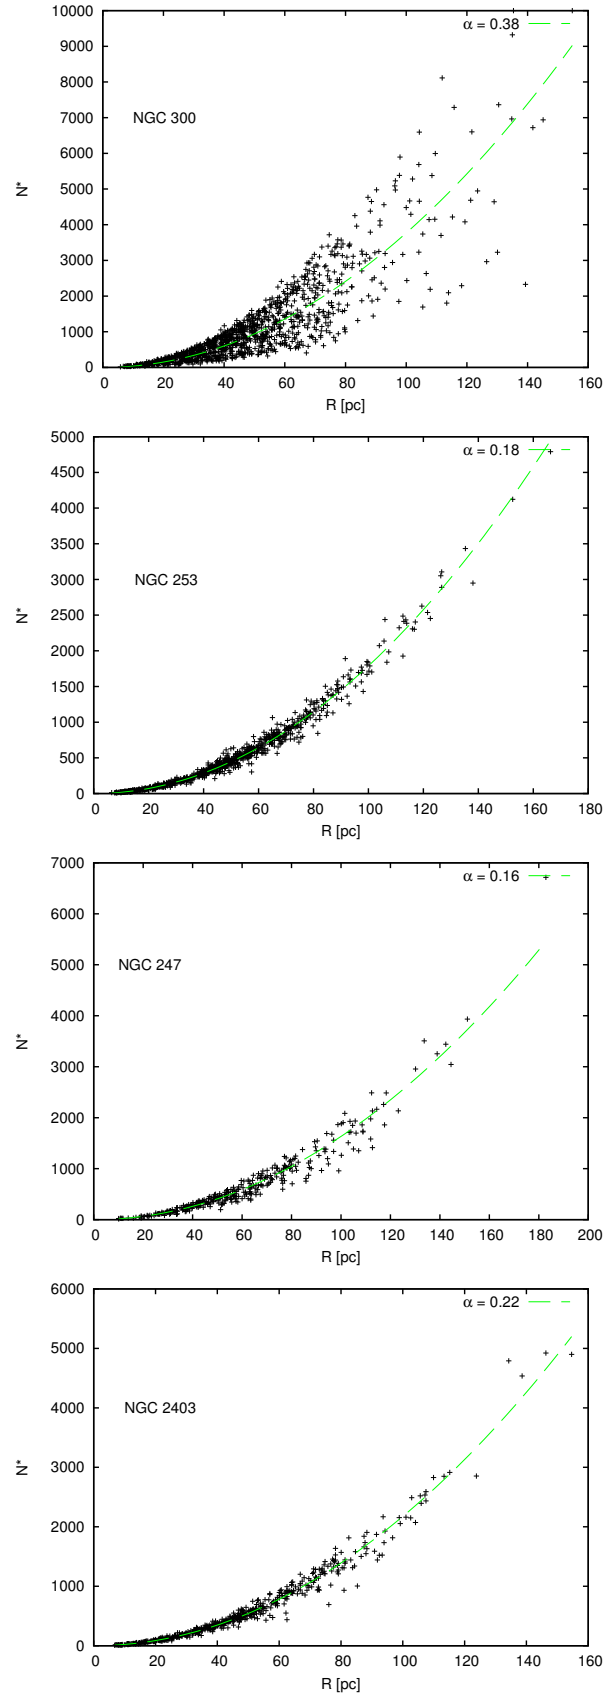 10000
α = 0.38
9000
8000
7000
NGC 300
6000
N*
5000
4000
3000
2000
1000
0
0 20 40 60 80 100 120 140 160
R [pc]
5000
α = 0.18
4500
4000
3500
3000
NGC 253
N*
2500
2000
1500
1000
500
0
0 20 40 60 80 100 120 140 160 180
R [pc]
7000
α = 0.16
6000
5000
NGC 247
N*
4000
3000
2000
1000
0
0 20 40 60 80 100 120 140 160 180 200
R [pc]
6000
α = 0.22
5000
4000
NGC 2403
N*
3000
2000
1000
0
0 20 40 60 80 100 120 140 160
R [pc]